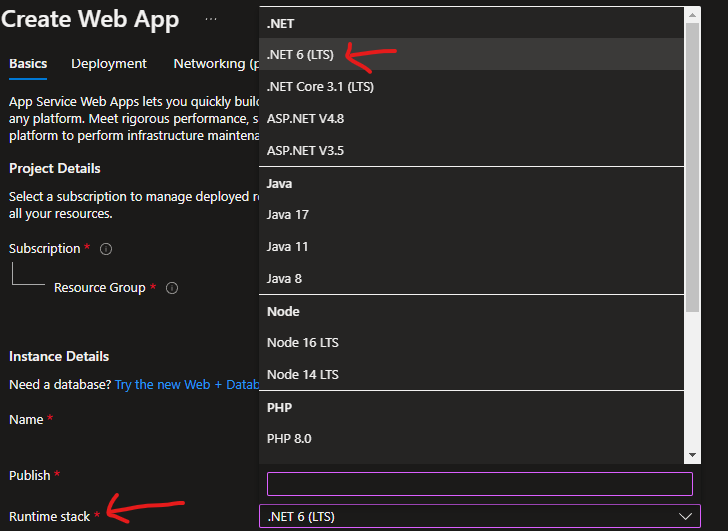 Create Web App ...
Basics Deployment Networking (p
App Service Web Apps lets you quickly build
any platform. Meet rigorous performance, s
platform to perform infrastructure maintena
Project Details
Select a subscription to manage deployed re
all your resources.
Subscription *
Resource Group *
Instance Details
Need a database? Try the new Web + Datab
Name *
Publish *
Runtime stack *
.NET
.NET 6 (LTS)
.NET Core 3.1 (LTS)
ASP.NET V4.8
ASP.NET V3.5
Java
Java 17
Java 11
Java 8
Node
Node 16 LTS
Node 14 LTS
PHP
PHP 8.0
.NET 6 (LTS)